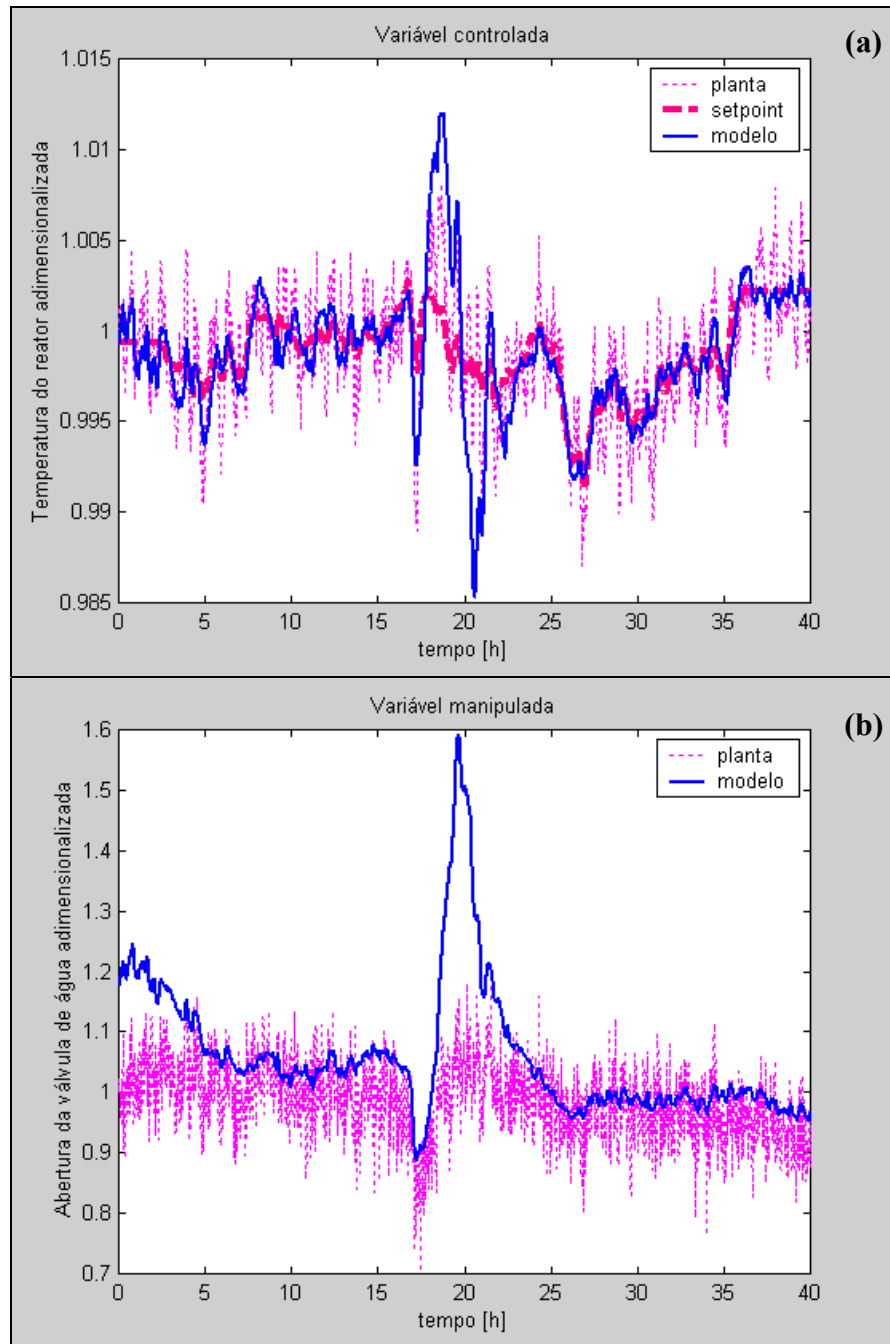 Variável controlada
(a)
1.015
1.01
1.005
1
0.995
0.99
0.985
Temperatura do reator adimensionalizada
planta
setpoint
modelo
0 5 10 15 20 25 30 35 40
tempo [h]
Variável manipulada
(b)
1.6
1.5
1.4
1.3
1.2
1.1
1
0.9
0.8
0.7
Abertura da válvula de água adimensionalizada
planta
modelo
0 5 10 15 20 25 30 35 40
tempo [h]